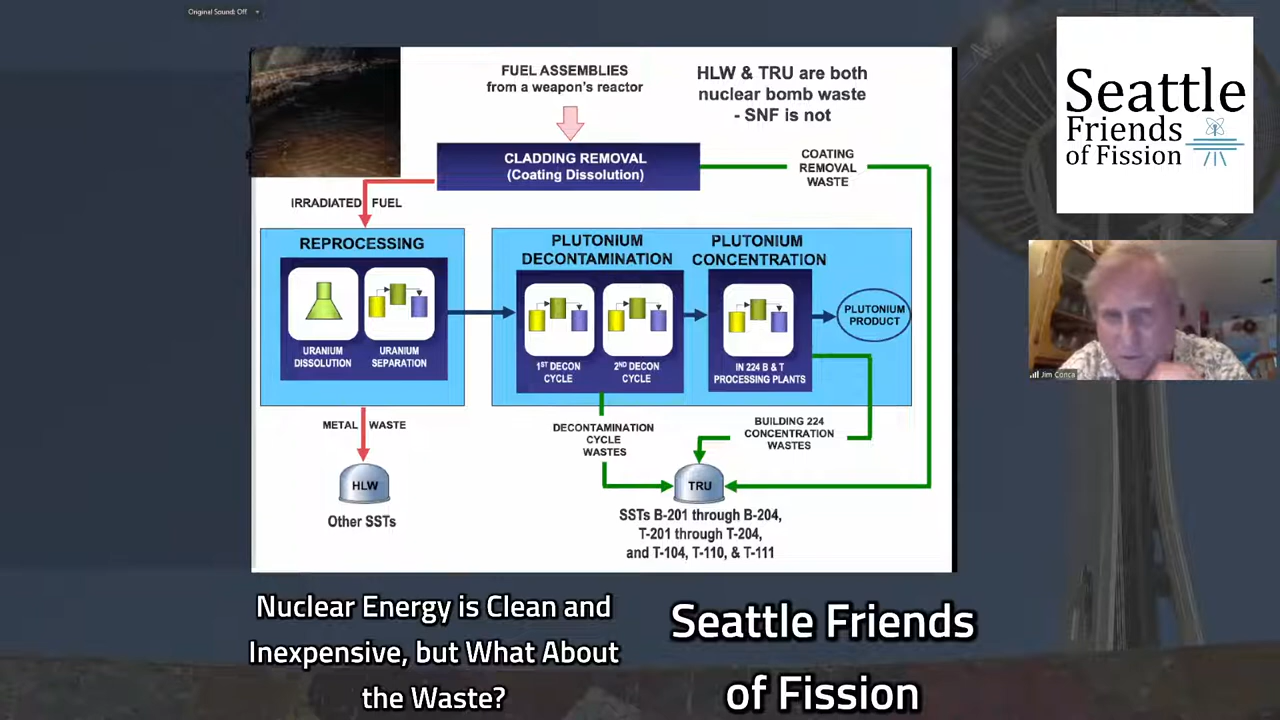 Original Sound: Off
FUEL ASSEMBLIES
from a weapon's reactor
HLW & TRU are both
nuclear bomb waste
- SNF is not
CLADDING REMOVAL
(Coating Dissolution)
COATING
REMOVAL
WASTE
IRRADIATED FUEL
REPROCESSING
URANIUM
DISSOLUTION
URANIUM
SEPARATION
PLUTONIUM
DECONTAMINATION
1ST DECON
CYCLE
2ND DECON
CYCLE
PLUTONIUM
CONCENTRATION
IN 224 B & T
PROCESSING PLANTS
PLUTONIUM
PRODUCT
METAL WASTE
HLW
Other SSTs
DECONTAMINATION
CYCLE
WASTES
BUILDING 224
CONCENTRATION
WASTES
TRU
SSTs B-201 through B-204,
T-201 through T-204,
and T-104, T-110, & T-111
Seattle
Friends
of Fission
Jim Conca
Nuclear Energy is Clean and
Inexpensive, but What About
the Waste?
Seattle Friends
of Fission